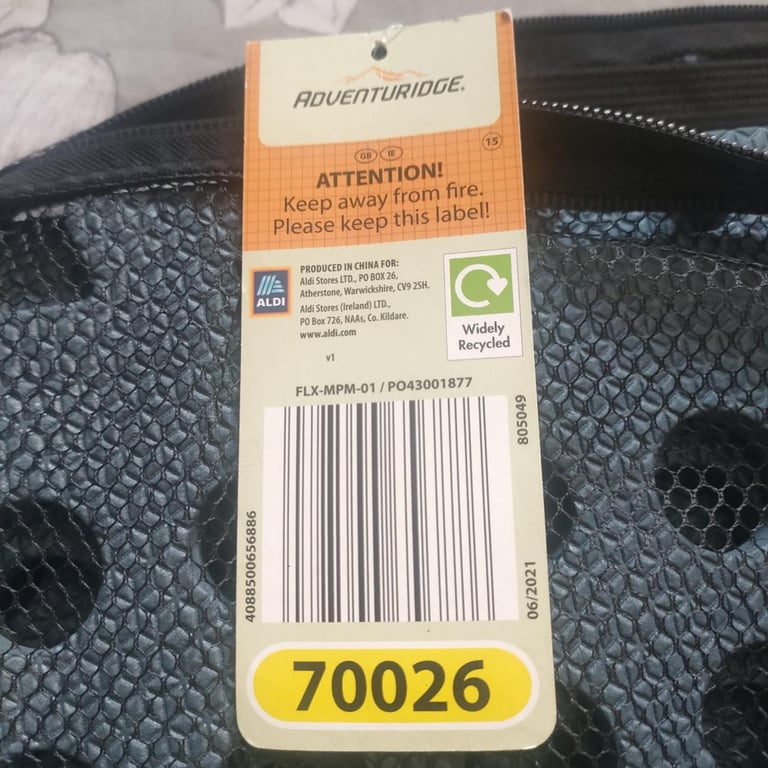 ADVENTURIDGE.
GB IE
15
ATTENTION!
Keep away from fire.
Please keep this label!
ALDI
PRODUCED IN CHINA FOR:
Aldi Stores LTD., PO BOX 26,
Atherstone, Warwickshire, CV9 2SH.
Aldi Stores (Ireland) LTD.,
PO Box 726, NAAs, Co. Kildare.
www.aldi.com
v1
Widely
Recycled
FLX-MPM-01 / PO43001877
805049
4088500656886
06/2021
70026